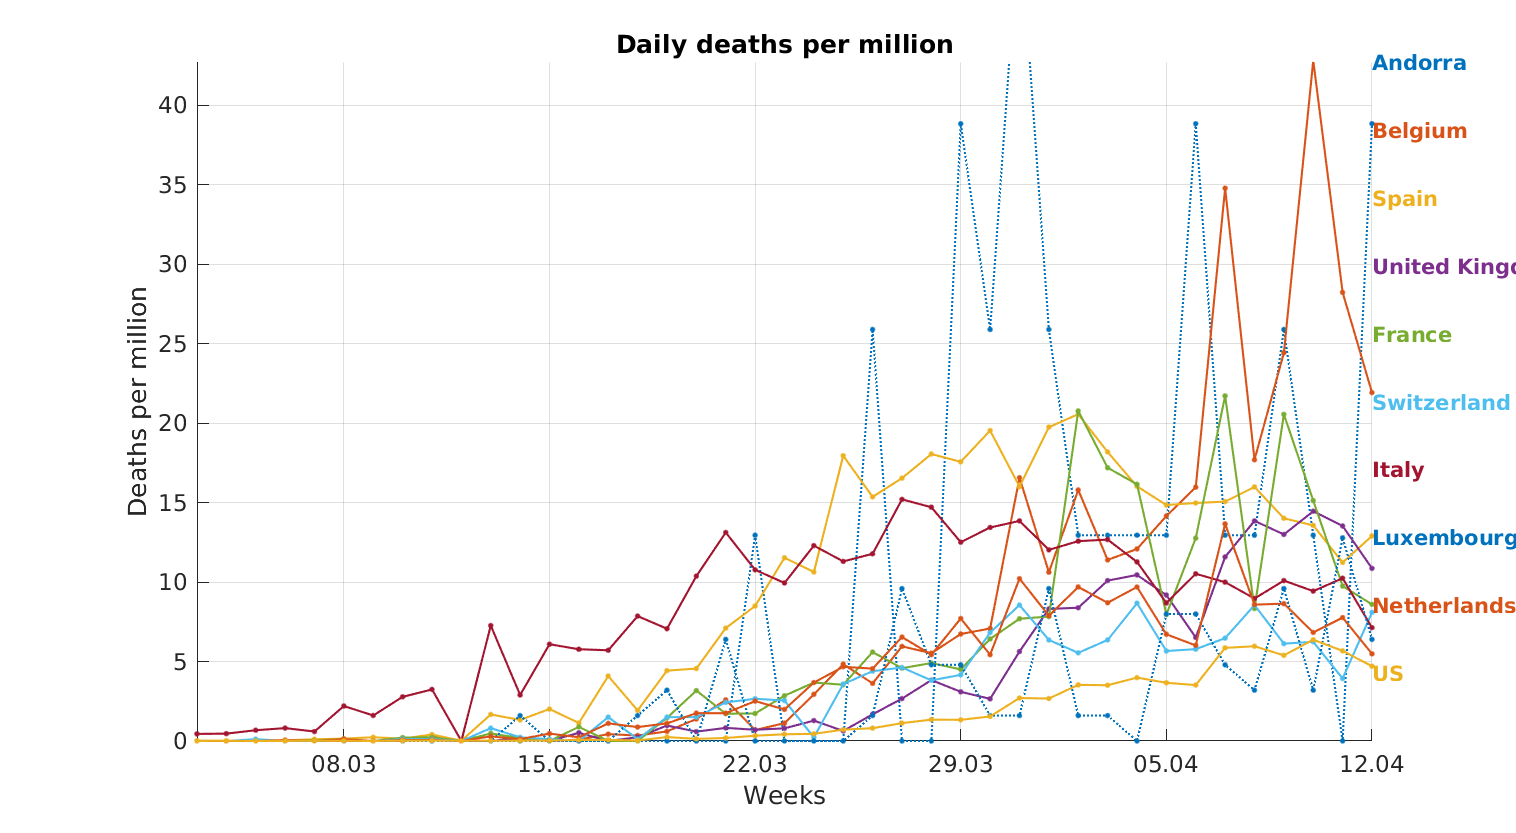 Daily deaths per million
Andorra
Belgium
Spain
United Kingd
France
Switzerland
Italy
Luxembourg
Netherlands
US
40
35
30
25
20
15
10
5
0
Deaths per million
08.03
15.03
22.03
29.03
05.04
12.04
Weeks